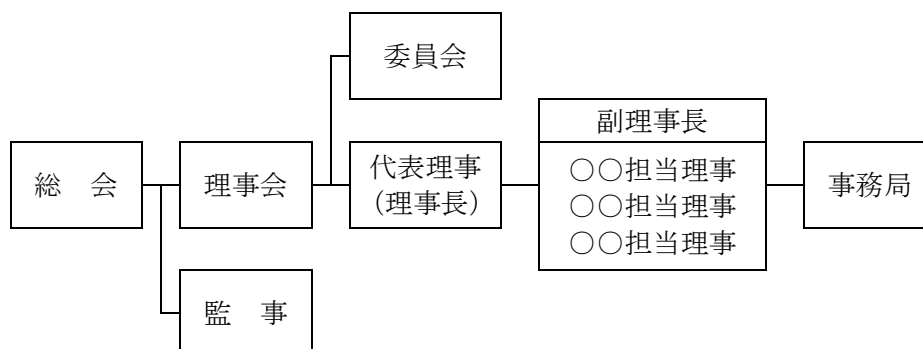 総　会
理事会
監　事
委員会
代表理事
(理事長)
副理事長
○○担当理事
○○担当理事
○○担当理事
事務局